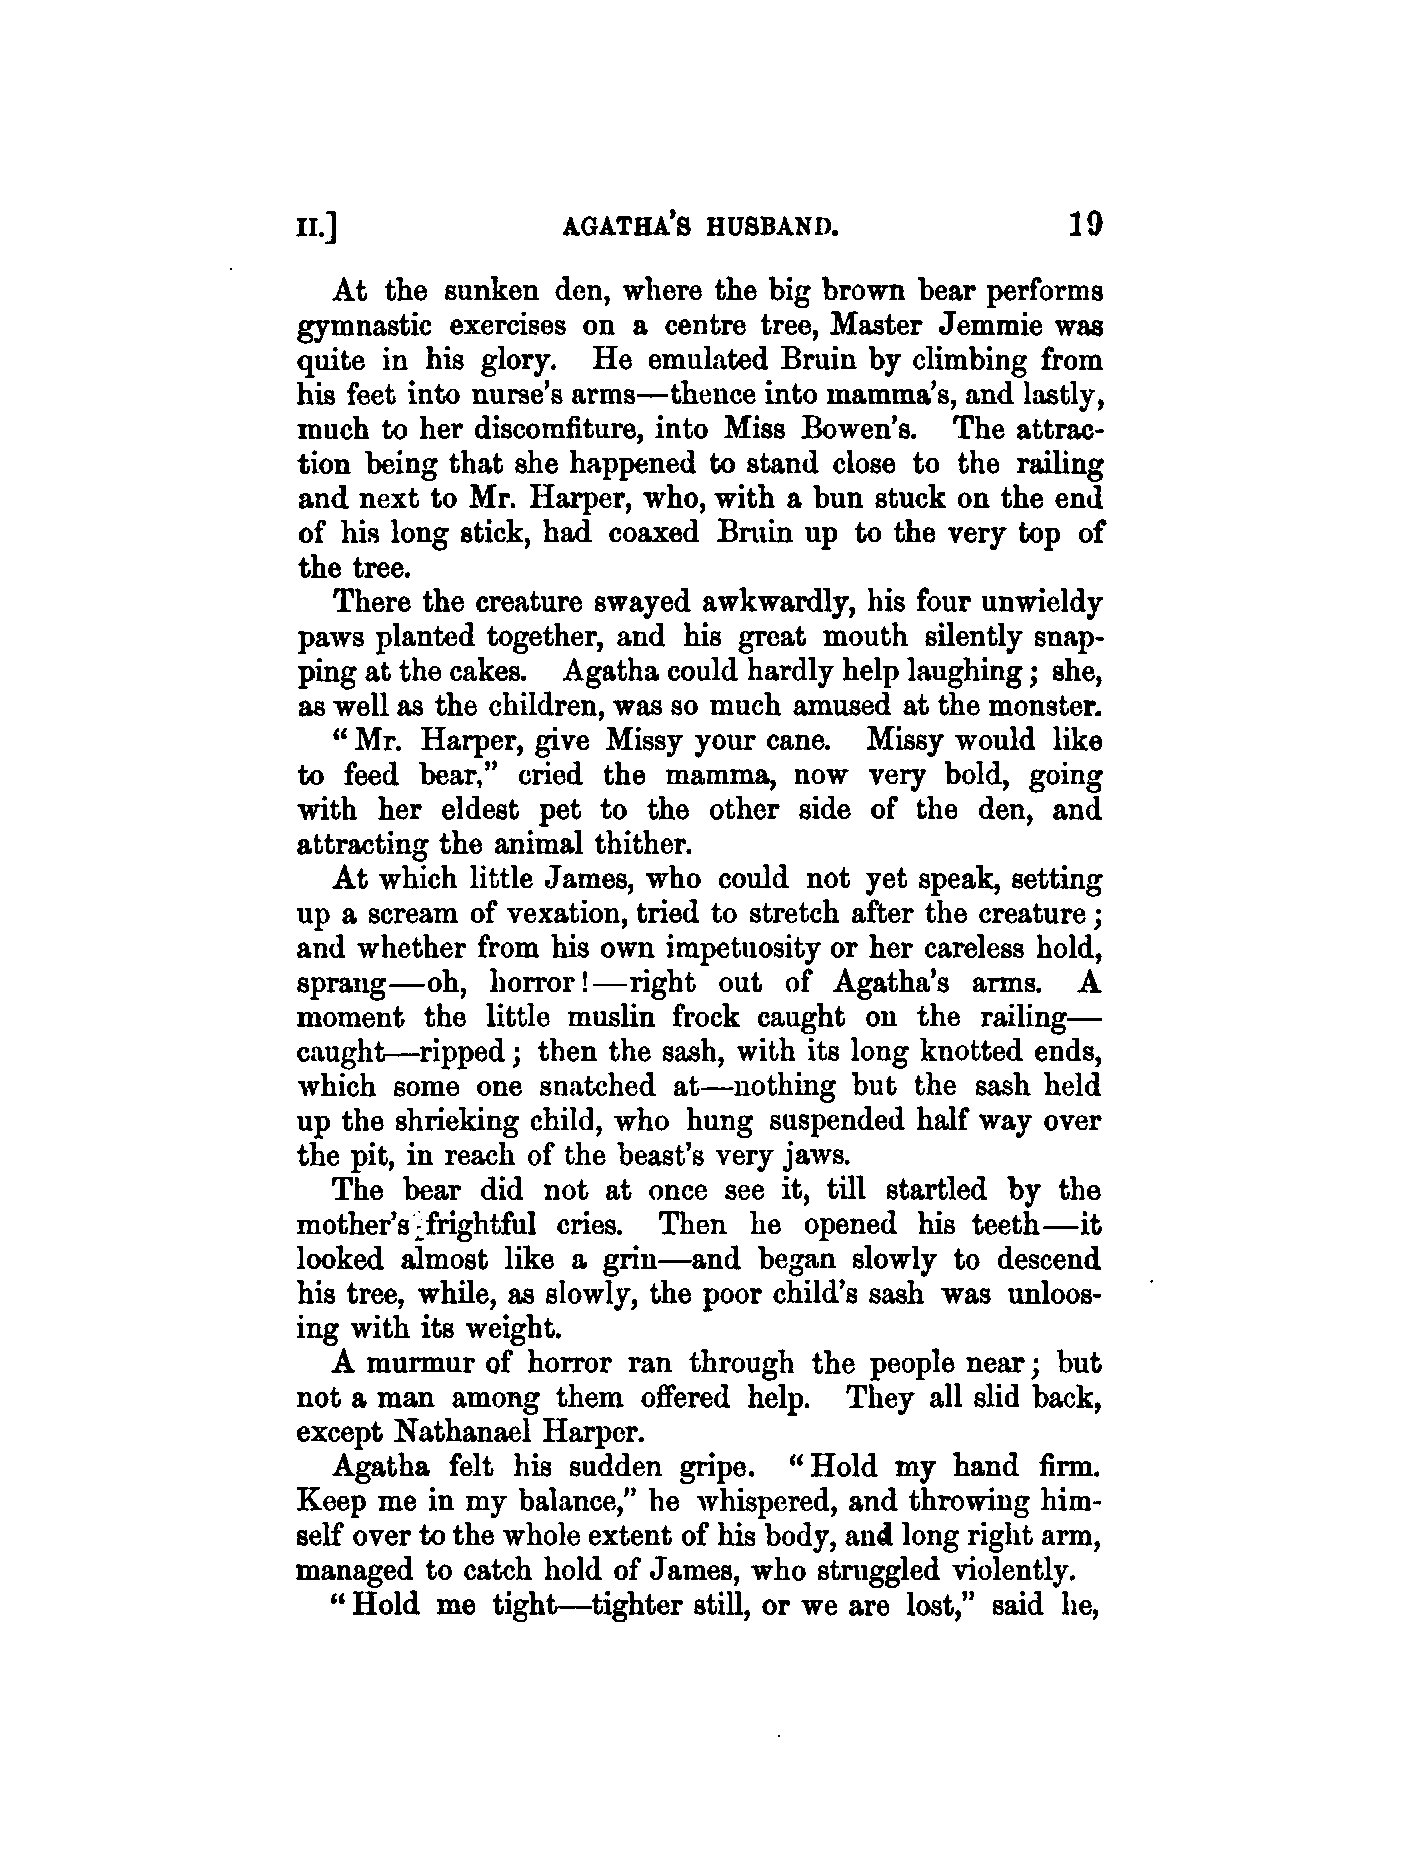 II.] AGATHA'S HUSBAND. 19
At the sunken den, where the big brown bear performs
gymnastic exercises on a centre tree, Master Jemmie was
quite in his glory. He emulated Bruin by climbing from
his feet into nurse's arms—thence into mamma's, and lastly,
much to her discomfiture, into Miss Bowen's. The attrac-
tion being that she happened to stand close to the railing
and next to Mr. Harper, who, with a bun stuck on the end
of his long stick, had coaxed Bruin up to the very top of
the tree.
There the creature swayed awkwardly, his four unwieldy
paws planted together, and his great mouth silently snap-
ping at the cakes. Agatha could hardly help laughing; she,
as well as the children, was so much amused at the monster.
"Mr. Harper, give Missy your cane. Missy would like
to feed bear," cried the mamma, now very bold, going
with her eldest pet to the other side of the den, and
attracting the animal thither.
At which little James, who could not yet speak, setting
up a scream of vexation, tried to stretch after the creature;
and whether from his own impetuosity or her careless hold,
sprang—oh, horror!—right out of Agatha's arms. A
moment the little muslin frock caught on the railing—
caught—ripped; then the sash, with its long knotted ends,
which some one snatched at—nothing but the sash held
up the shrieking child, who hung suspended half way over
the pit, in reach of the beast's very jaws.
The bear did not at once see it, till startled by the
mother's frightful cries. Then he opened his teeth—it
looked almost like a grin—and began slowly to descend
his tree, while, as slowly, the poor child's sash was unloos-
ing with its weight.
A murmur of horror ran through the people near; but
not a man among them offered help. They all slid back,
except Nathanael Harper.
Agatha felt his sudden gripe. "Hold my hand firm.
Keep me in my balance," he whispered, and throwing him-
self over to the whole extent of his body, and long right arm,
managed to catch hold of James, who struggled violently.
"Hold me tight—tighter still, or we are lost," said he,